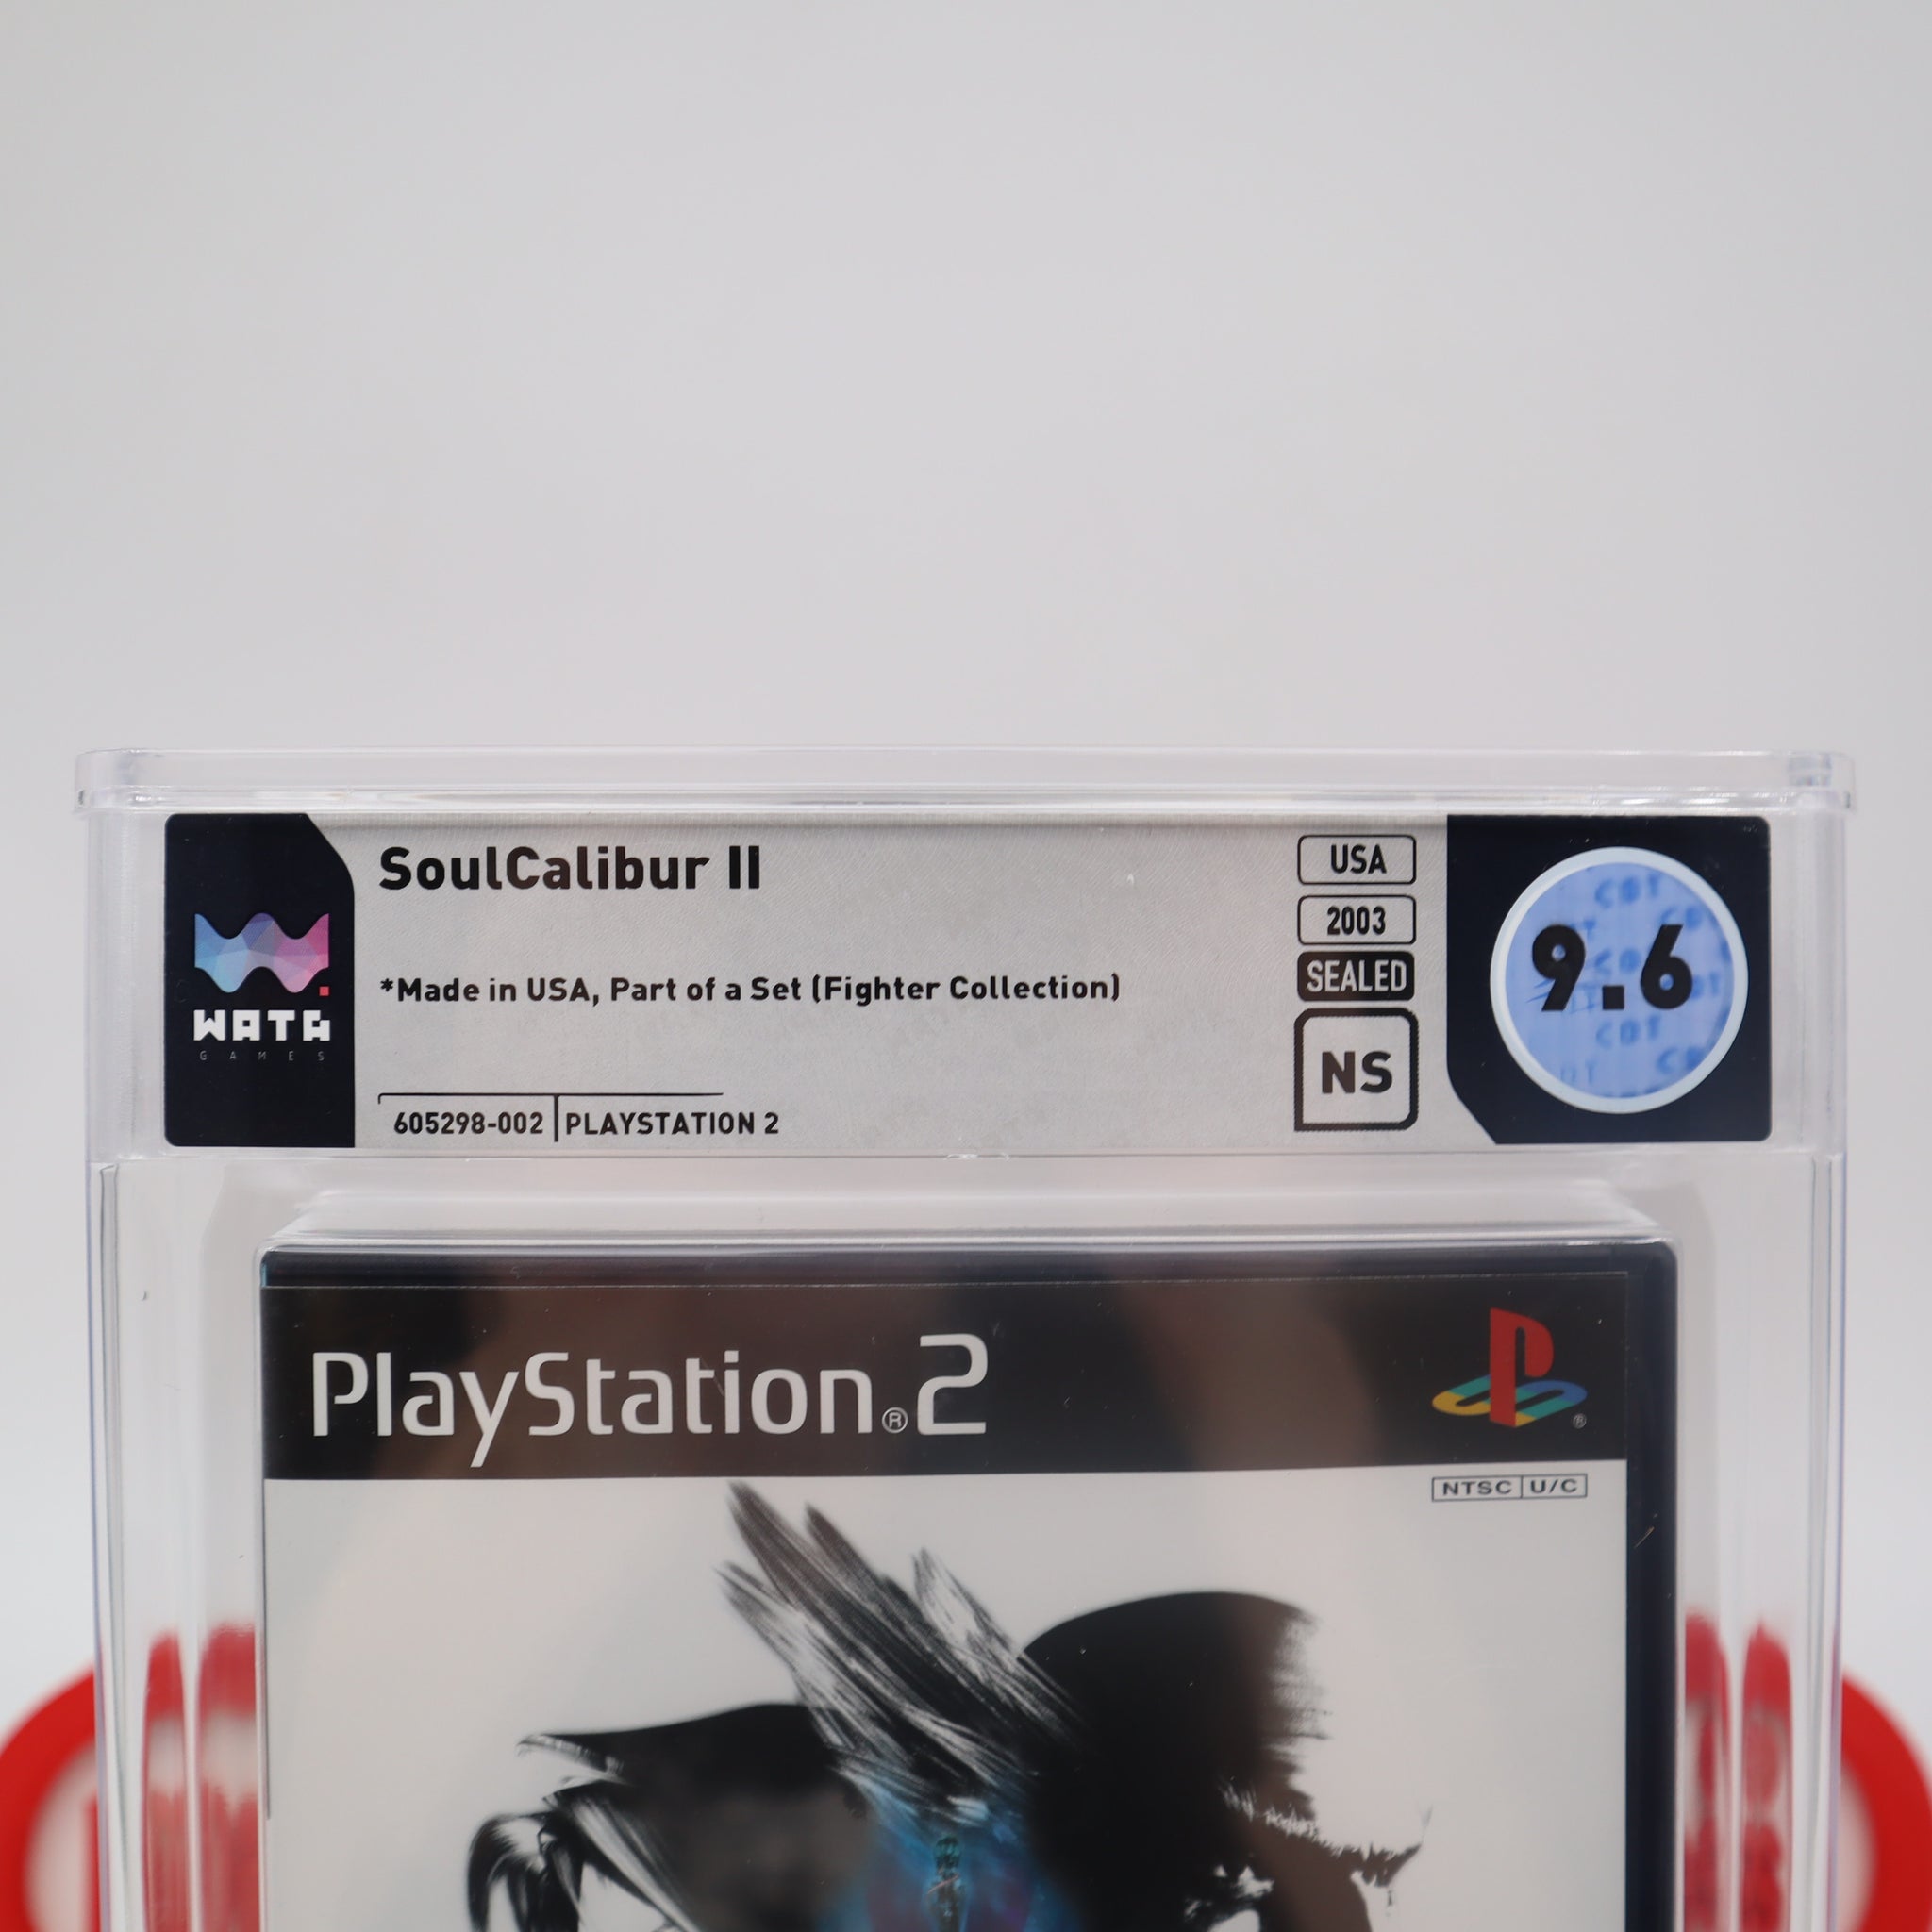 SoulCalibur II
*Made in USA, Part of a Set (Fighter Collection)
605298-002 PLAYSTATION 2
WATA
GAMES
USA
2003
SEALED
NS
9.6
PlayStation®2
®
NTSC U/C